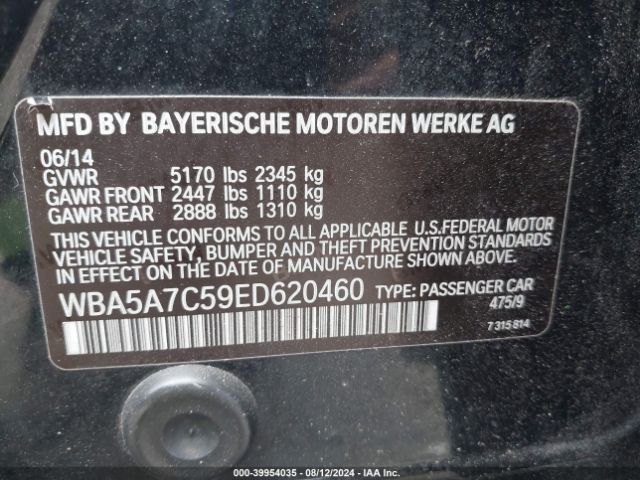 MFD BY BAYERISCHE MOTOREN WERKE AG
06/14
GVWR 5170 lbs 2345 kg
GAWR FRONT 2447 lbs 1110 kg
GAWR REAR 2888 lbs 1310 kg
THIS VEHICLE CONFORMS TO ALL APPLICABLE U.S.FEDERAL MOTOR
VEHICLE SAFETY, BUMPER AND THEFT PREVENTION STANDARDS
IN EFFECT ON THE DATE OF MANUFACTURE SHOWN ABOVE.
WBA5A7C59ED620460 TYPE: PASSENGER CAR
475/9
7 315 814
000-39954035 - 08/12/2024 - IAA Inc.